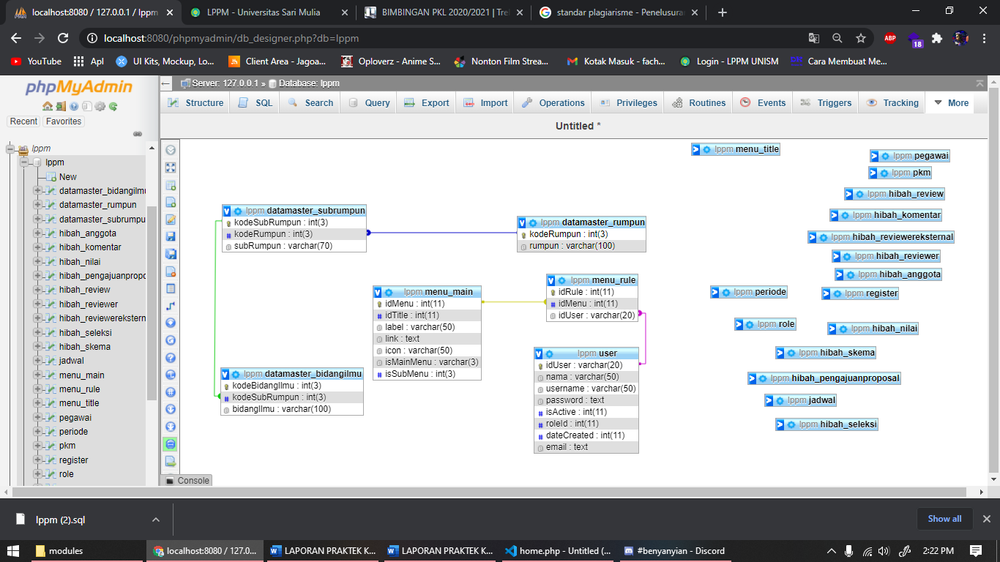 localhost:8080 / 127.0.0.1 / lppm
LPPM - Universitas Sari Mulia
BIMBINGAN PKL 2020/2021 | Trel
standar plagiarisme - Penelusura
localhost:8080/phpmyadmin/db_designer.php?db=lppm
ABP
18
YouTube
Apl
UI Kits, Mockup, Lo...
Client Area - Jagoa...
Oploverz - Anime S...
Nonton Film Strea...
Kotak Masuk - fach...
Login - LPPM UNISM
Cara Membuat Me...
phpMyAdmin
Recent
Favorites
lppm
lppm
New
datamaster_bidangilmu
datamaster_rumpun
datamaster_subrumpu
hibah_anggota
hibah_komentar
hibah_nilai
hibah_pengajuanpropo
hibah_review
hibah_reviewer
hibah_reviewerekstern
hibah_seleksi
hibah_skema
jadwal
menu_main
menu_rule
menu_title
pegawai
periode
pkm
register
role
Server: 127.0.0.1 » Database: lppm
Structure
SQL
Search
Query
Export
Import
Operations
Privileges
Routines
Events
Triggers
Tracking
More
Untitled *
lppm menu_title
lppm pegawai
lppm pkm
lppm hibah_review
lppm hibah_komentar
lppm hibah_reviewereksternal
lppm hibah_reviewer
lppm hibah_anggota
lppm periode
lppm register
lppm role
lppm hibah_nilai
lppm hibah_skema
lppm hibah_pengajuanproposal
lppm jadwal
lppm hibah_seleksi
lppm datamaster_subrumpun
kodeSubRumpun : int(3)
kodeRumpun : int(3)
subRumpun : varchar(70)
lppm datamaster_rumpun
kodeRumpun : int(3)
rumpun : varchar(100)
lppm menu_main
idMenu : int(11)
idTitle : int(11)
label : varchar(50)
link : text
icon : varchar(50)
isMainMenu : varchar(3)
isSubMenu : int(3)
lppm menu_rule
idRule : int(11)
idMenu : int(11)
idUser : varchar(20)
lppm user
idUser : varchar(20)
nama : varchar(50)
username : varchar(50)
password : text
isActive : int(11)
roleId : int(11)
dateCreated : int(11)
email : text
lppm datamaster_bidangilmu
kodeBidangIlmu : int(3)
kodeSubRumpun : int(3)
bidangIlmu : varchar(100)
Console
lppm (2).sql
Show all
modules
localhost:8080 / 127.0...
LAPORAN PRAKTEK K...
LAPORAN PRAKTEK K...
home.php - Untitled (...
#benyanyian - Discord
2:22 PM